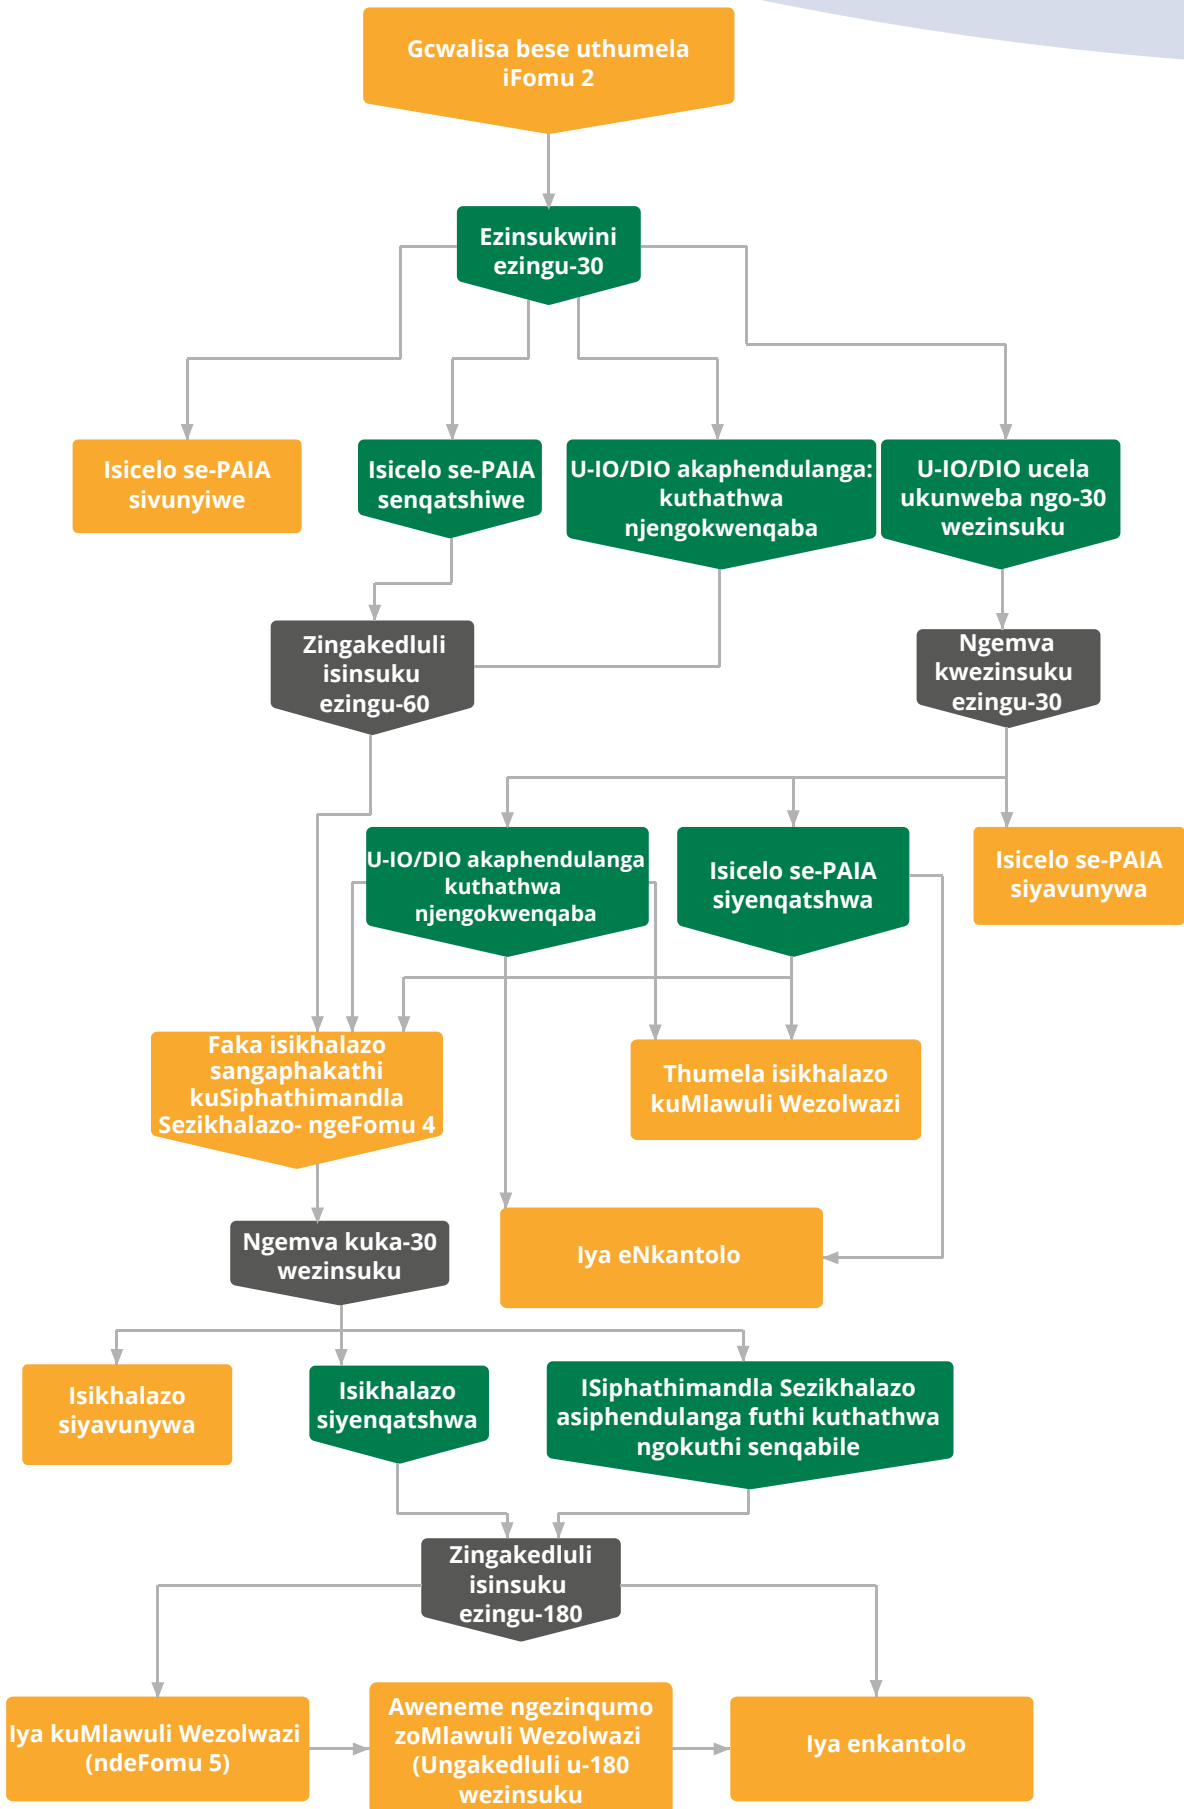 Gcwalisa bese uthumela
iFomu 2
Ezinsukwini
ezingu-30
Isicelo se-PAIA
sivunyiwe
Isicelo se-PAIA
senqatshiwe
U-IO/DIO akaphendulanga:
kuthathwa
njengokwenqaba
U-IO/DIO ucela
ukunweba ngo-30
wezinsuku
Zingakedluli
isinsuku
ezingu-60
Ngemva
kwezinsuku
ezingu-30
U-IO/DIO akaphendulanga
kuthathwa
njengokwenqaba
Isicelo se-PAIA
siyenqatshwa
Isicelo se-PAIA
siyavunywa
Faka isikhalazo
sangaphakathi
kuSiphathimandla
Sezikhalazo- ngeFomu 4
Thumela isikhalazo
kuMlawuli Wezolwazi
Ngemva kuka-30
wezinsuku
Iya eNkantolo
Isikhalazo
siyavunywa
Isikhalazo
siyenqatshwa
ISiphathimandla Sezikhalazo
asiphendulanga futhi kuthathwa
ngokuthi senqabile
Zingakedluli
isinsuku
ezingu-180
Iya kuMlawuli Wezolwazi
(ndeFomu 5)
Aweneme ngezinqumo
zoMlawuli Wezolwazi
(Ungakedluli u-180
wezinsuku
Iya enkantolo